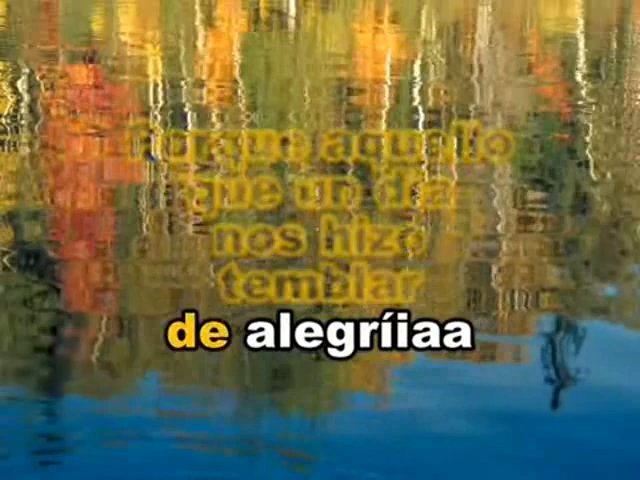 Porque aquello
que un día
nos hizo
temblar
de alegríiaa